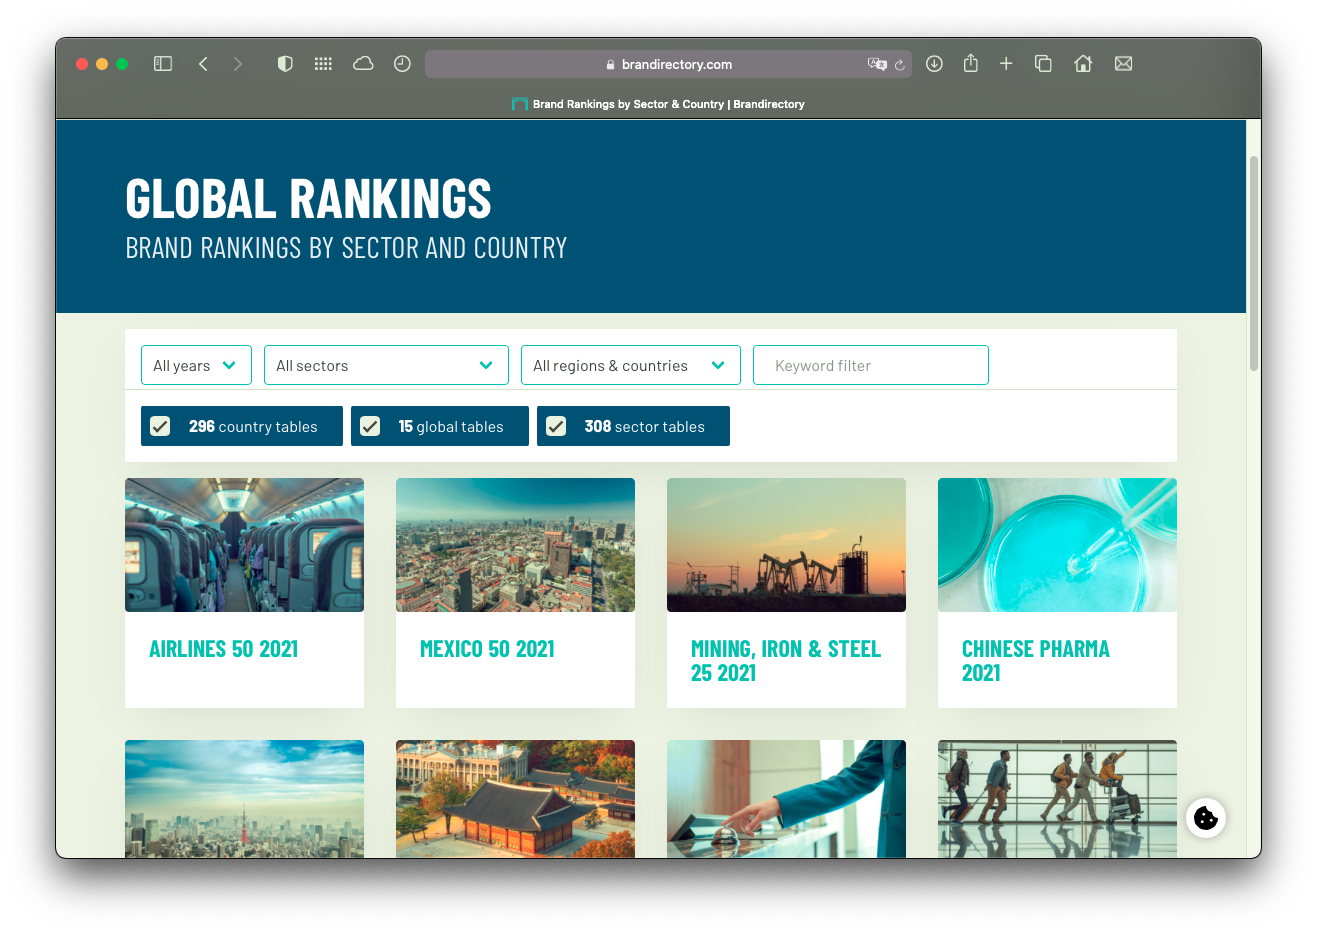 brandirectory.com
Brand Rankings by Sector & Country | Brandirectory
GLOBAL RANKINGS
BRAND RANKINGS BY SECTOR AND COUNTRY
All years
All sectors
All regions & countries
Keyword filter
296 country tables
15 global tables
308 sector tables
AIRLINES 50 2021
MEXICO 50 2021
MINING, IRON & STEEL
25 2021
CHINESE PHARMA
2021